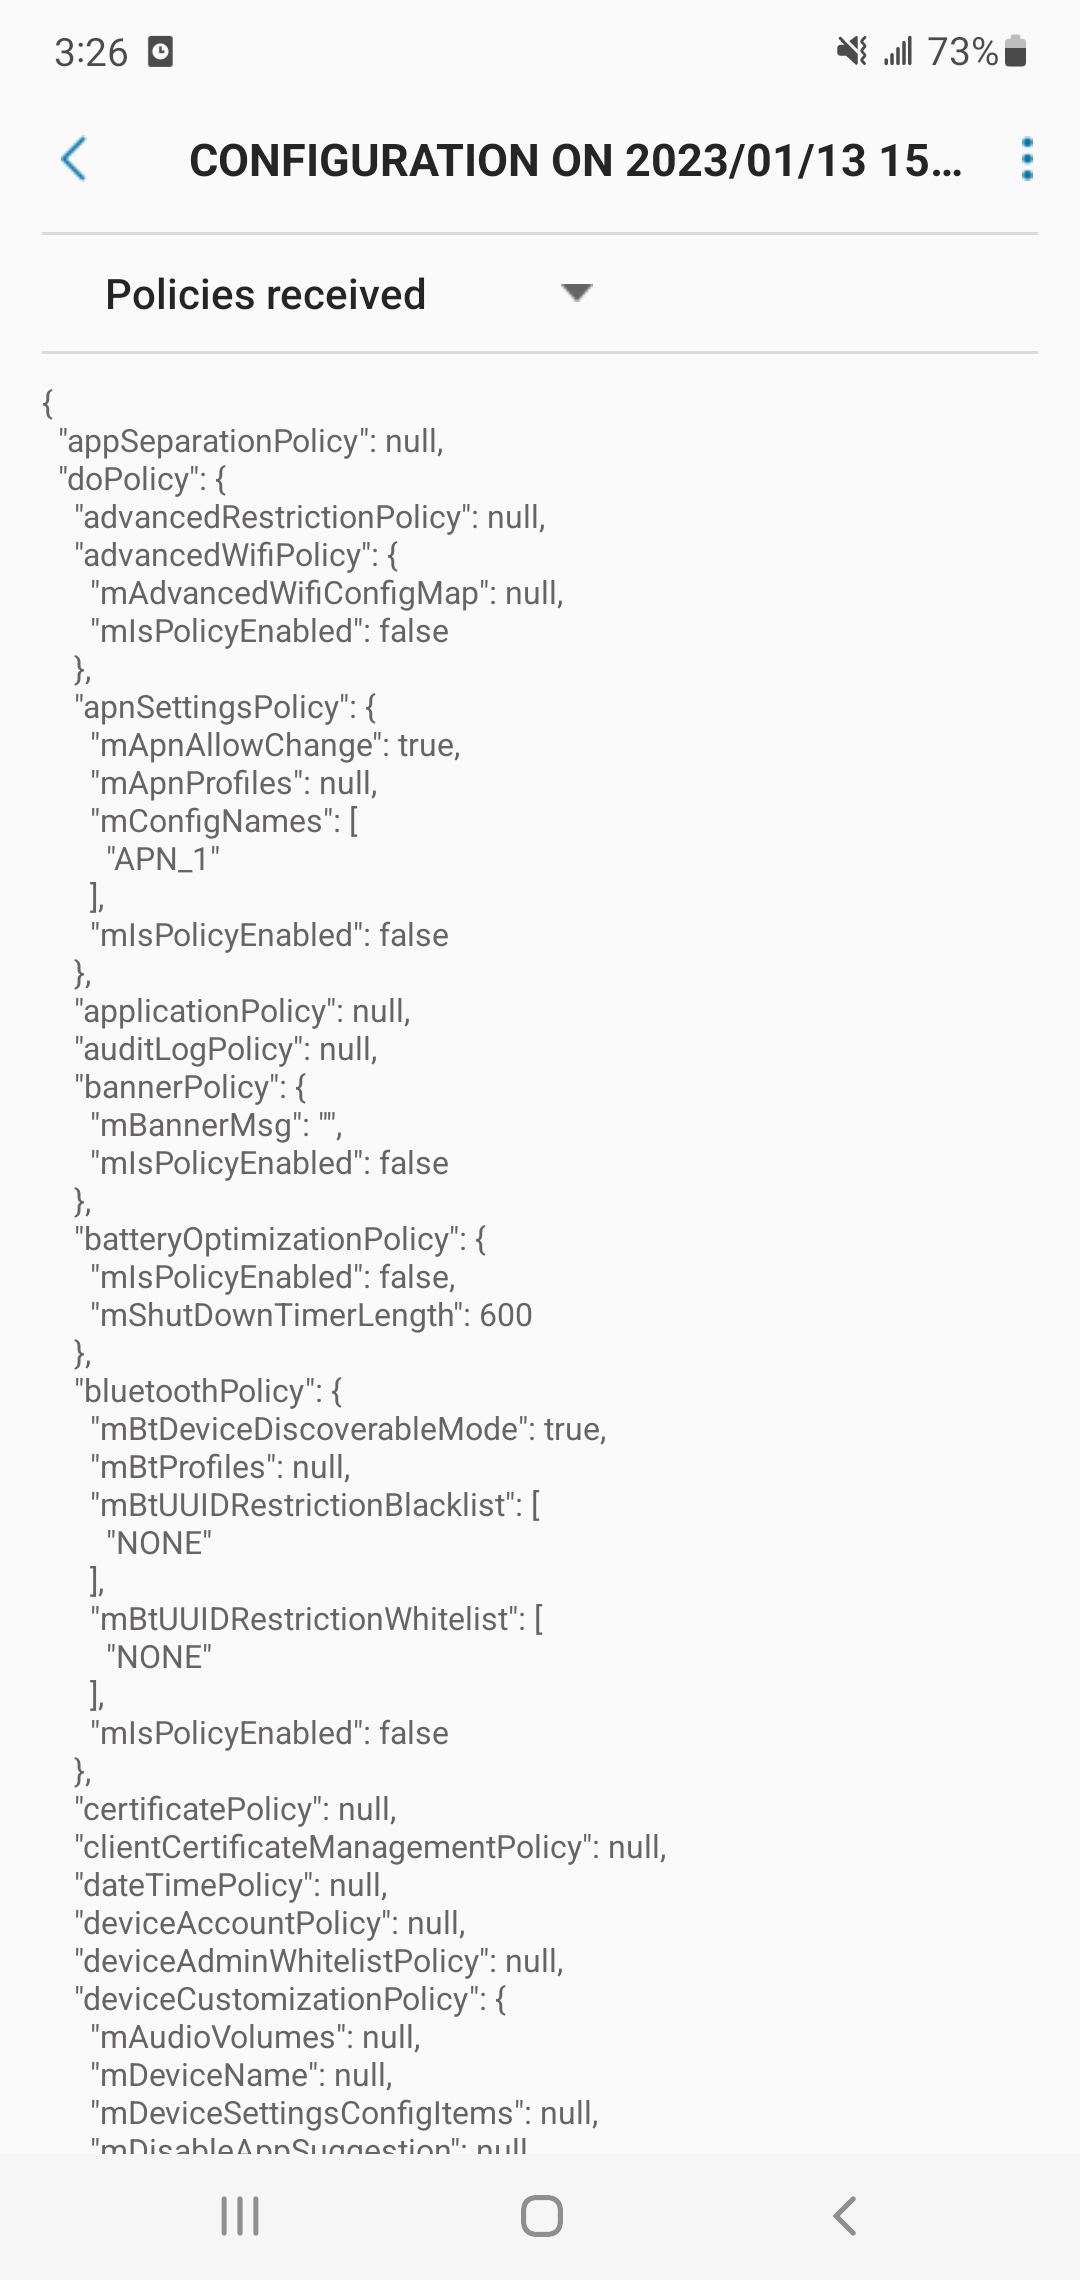 3:26 73%
CONFIGURATION ON 2023/01/13 15...
Policies received
{
"appSeparationPolicy": null,
"doPolicy": {
"advancedRestrictionPolicy": null,
"advancedWifiPolicy": {
"mAdvancedWifiConfigMap": null,
"mIsPolicyEnabled": false
},
"apnSettingsPolicy": {
"mApnAllowChange": true,
"mApnProfiles": null,
"mConfigNames": [
"APN_1"
],
"mIsPolicyEnabled": false
},
"applicationPolicy": null,
"auditLogPolicy": null,
"bannerPolicy": {
"mBannerMsg": "",
"mIsPolicyEnabled": false
},
"batteryOptimizationPolicy": {
"mIsPolicyEnabled": false,
"mShutDownTimerLength": 600
},
"bluetoothPolicy": {
"mBtDeviceDiscoverableMode": true,
"mBtProfiles": null,
"mBtUUIDRestrictionBlacklist": [
"NONE"
],
"mBtUUIDRestrictionWhitelist": [
"NONE"
],
"mIsPolicyEnabled": false
},
"certificatePolicy": null,
"clientCertificateManagementPolicy": null,
"dateTimePolicy": null,
"deviceAccountPolicy": null,
"deviceAdminWhitelistPolicy": null,
"deviceCustomizationPolicy": {
"mAudioVolumes": null,
"mDeviceName": null,
"mDeviceSettingsConfigItems": null,
"mDisableAppSuggestion": null